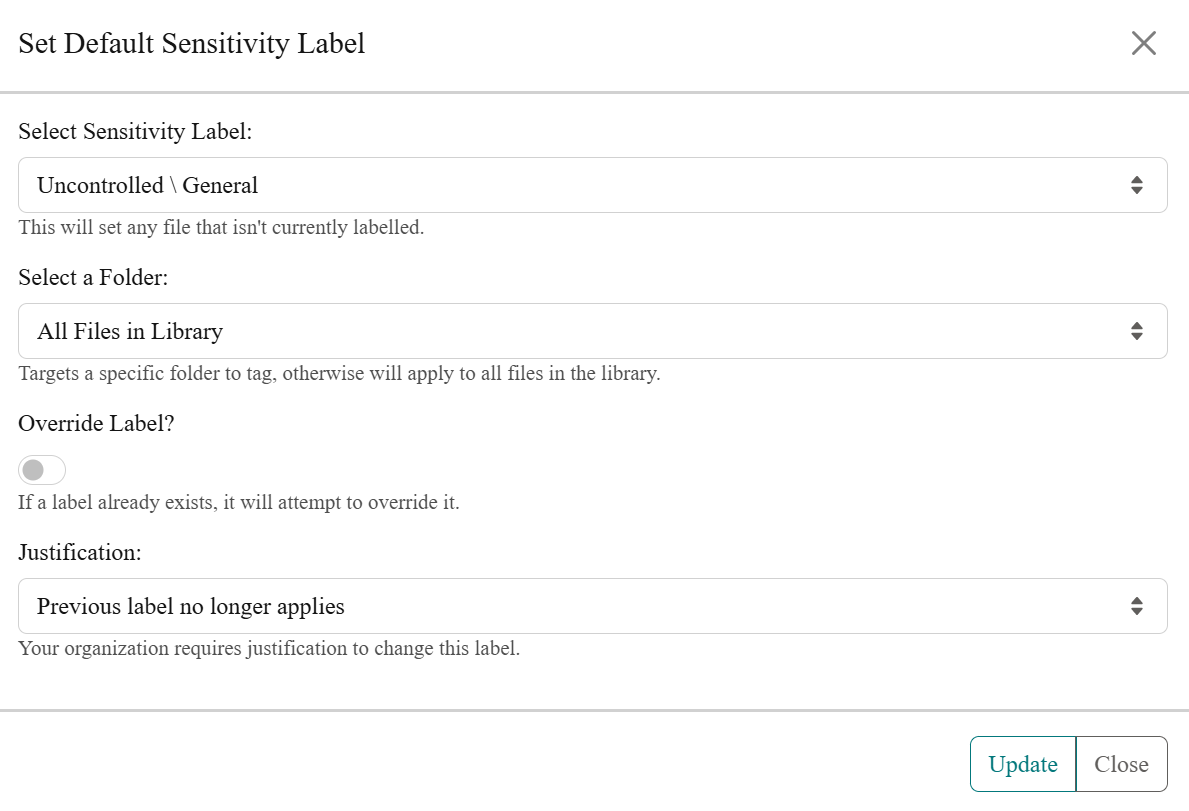 Set Default Sensitivity Label
Select Sensitivity Label:
Uncontrolled \ General
This will set any file that isn't currently labelled.
Select a Folder:
All Files in Library
Targets a specific folder to tag, otherwise will apply to all files in the library.
Override Label?
If a label already exists, it will attempt to override it.
Justification:
Previous label no longer applies
Your organization requires justification to change this label.
Update Close